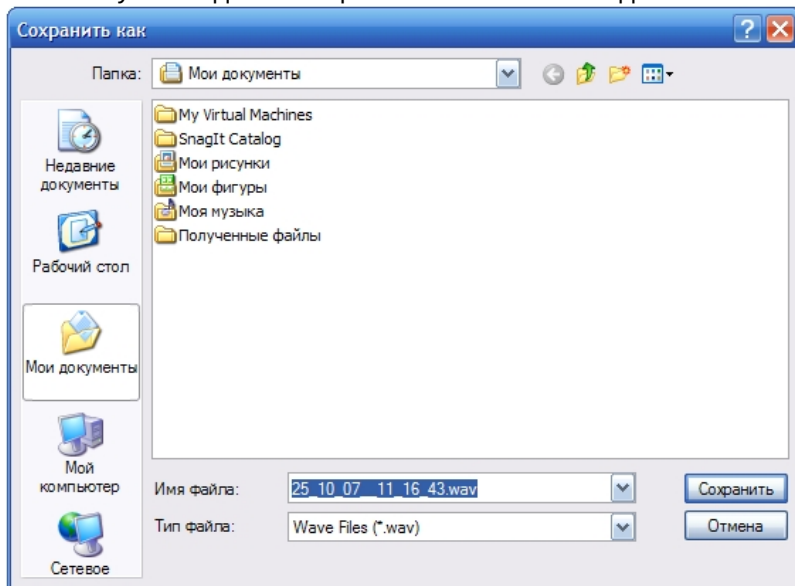 Сохранить как
Папка:
Мои документы
My Virtual Machines
SnagIt Catalog
Мои рисунки
Мои фигуры
Моя музыка
Полученные файлы
Недавние
документы
Рабочий стол
Мои документы
Мой
компьютер
Сетевое
Имя файла:
25_10_07__11_16_43.wav
Сохранить
Тип файла:
Wave Files (*.wav)
Отмена